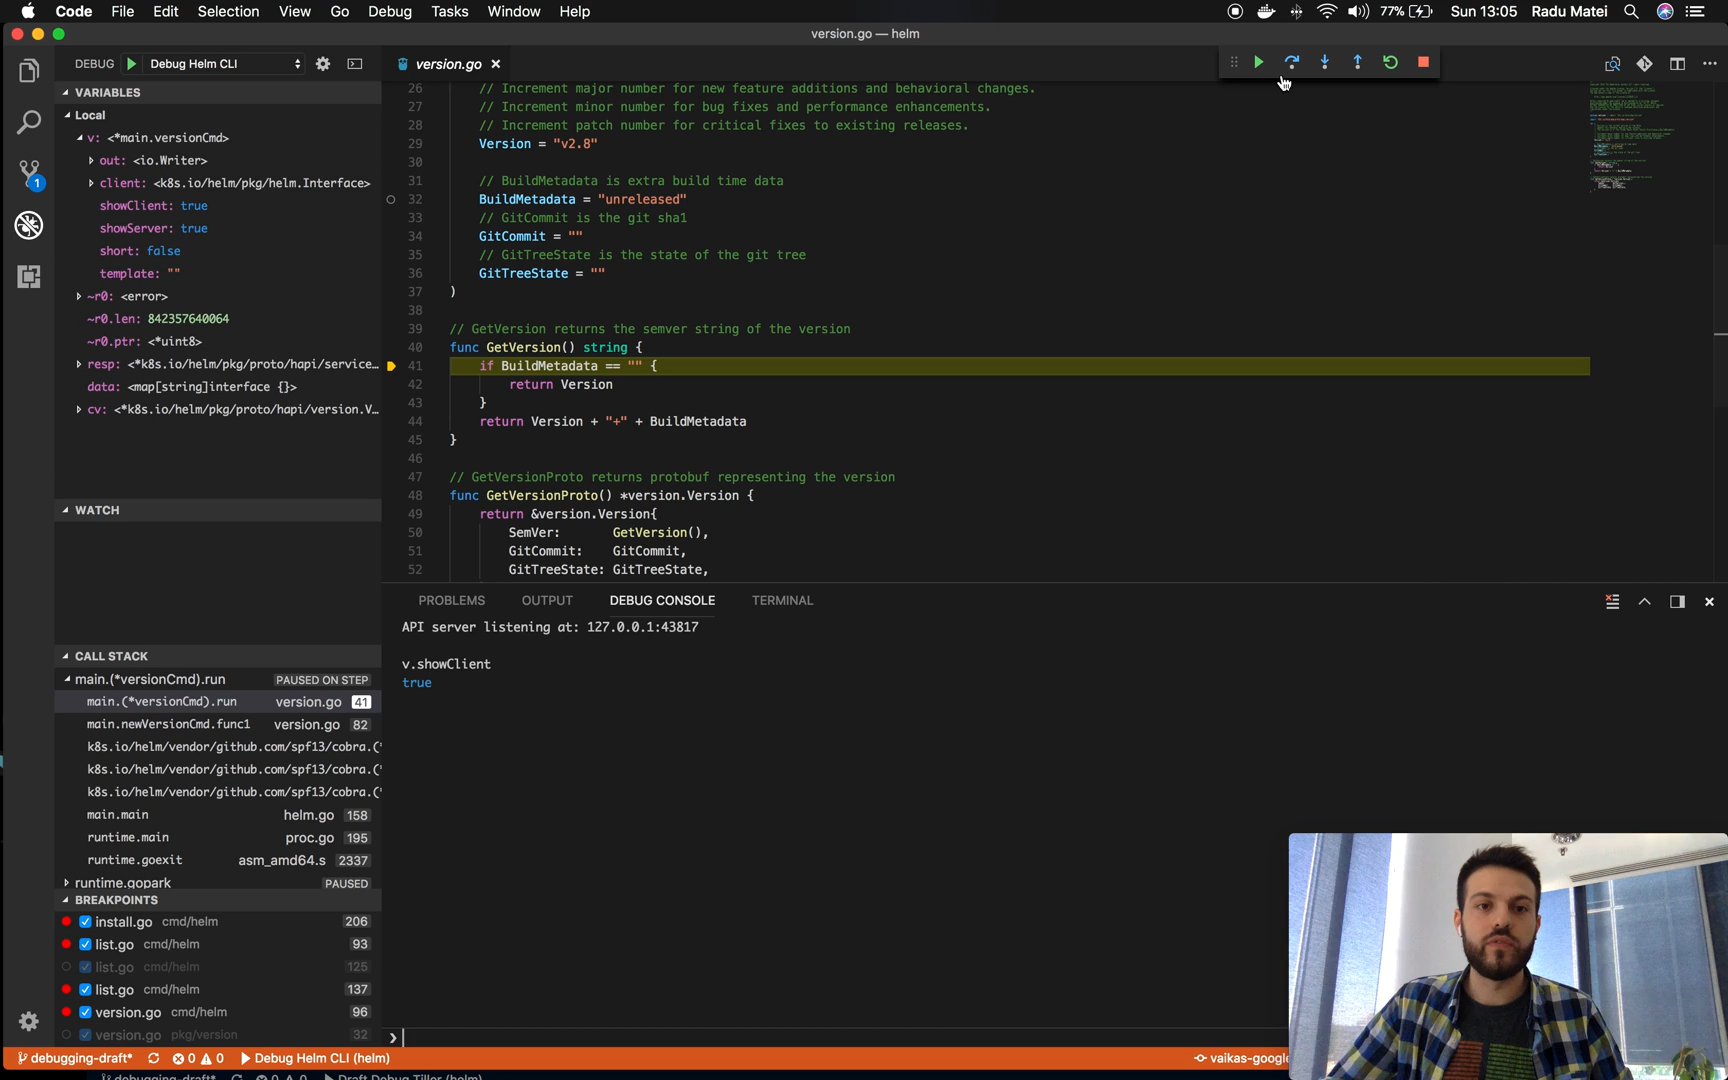 Code File Edit Selection View Go Debug Tasks Window Help 77% Sun 13:05 Radu Matei
version.go — helm
DEBUG Debug Helm CLI
version.go
VARIABLES
Local
v: <*main.versionCmd>
out: <io.Writer>
client: <k8s.io/helm/pkg/helm.Interface>
showClient: true
showServer: true
short: false
template: ""
~r0: <error>
~r0.len: 842357640064
~r0.ptr: <*uint8>
resp: <*k8s.io/helm/pkg/proto/hapi/service…
data: <map[string]interface {}>
cv: <*k8s.io/helm/pkg/proto/hapi/version.V…
WATCH
CALL STACK
main.(*versionCmd).run PAUSED ON STEP
main.(*versionCmd).run version.go 41
main.newVersionCmd.func1 version.go 82
k8s.io/helm/vendor/github.com/spf13/cobra.(*
k8s.io/helm/vendor/github.com/spf13/cobra.(*
k8s.io/helm/vendor/github.com/spf13/cobra.(*
main.main helm.go 158
runtime.main proc.go 195
runtime.goexit asm_amd64.s 2337
runtime.gopark PAUSED
BREAKPOINTS
install.go cmd/helm 206
list.go cmd/helm 93
list.go cmd/helm 125
list.go cmd/helm 137
version.go cmd/helm 96
version.go pkg/version 32
26 // Increment major number for new feature additions and behavioral changes.
27 // Increment minor number for bug fixes and performance enhancements.
28 // Increment patch number for critical fixes to existing releases.
29 Version = "v2.8"
30
31 // BuildMetadata is extra build time data
32 BuildMetadata = "unreleased"
33 // GitCommit is the git sha1
34 GitCommit = ""
35 // GitTreeState is the state of the git tree
36 GitTreeState = ""
37 )
38
39 // GetVersion returns the semver string of the version
40 func GetVersion() string {
41 if BuildMetadata == "" {
42 return Version
43 }
44 return Version + "+" + BuildMetadata
45 }
46
47 // GetVersionProto returns protobuf representing the version
48 func GetVersionProto() *version.Version {
49 return &version.Version{
50 SemVer: GetVersion(),
51 GitCommit: GitCommit,
52 GitTreeState: GitTreeState,
PROBLEMS OUTPUT DEBUG CONSOLE TERMINAL
API server listening at: 127.0.0.1:43817
v.showClient
true
1
debugging-draft* 0 0 Debug Helm CLI (helm) vaikas-google
debugging-draft* 0 0 Draft Debug Tiller (helm)